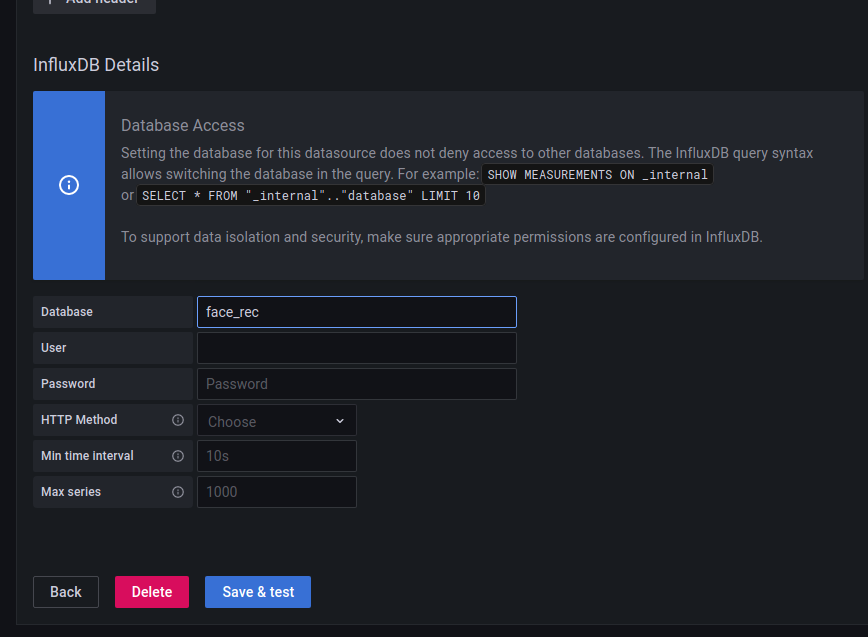 + Add header
InfluxDB Details
Database Access
Setting the database for this datasource does not deny access to other databases. The InfluxDB query syntax
allows switching the database in the query. For example: SHOW MEASUREMENTS ON _internal
or SELECT * FROM "_internal".."database" LIMIT 10
To support data isolation and security, make sure appropriate permissions are configured in InfluxDB.
Database face_rec
User
Password Password
HTTP Method Choose
Min time interval 10s
Max series 1000
Back Delete Save & test